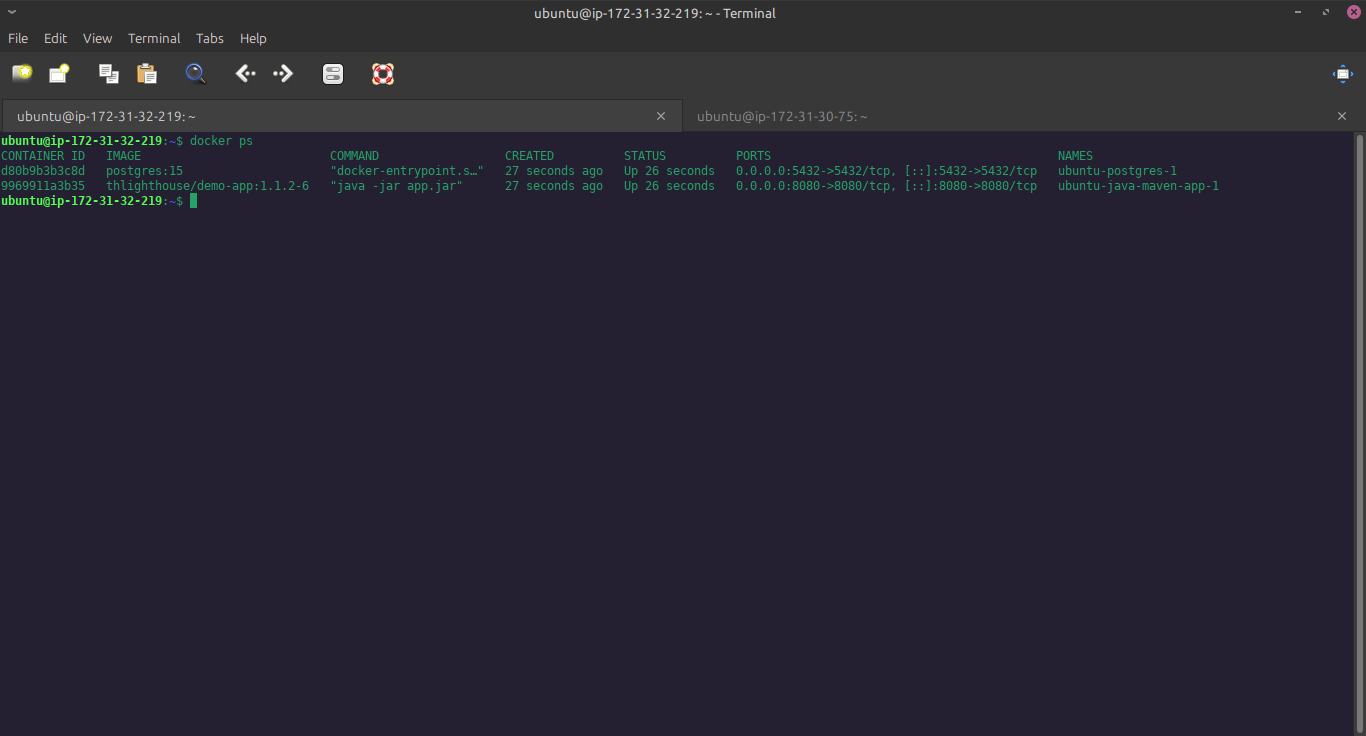 ubuntu@ip-172-31-32-219: ~ - Terminal
File Edit View Terminal Tabs Help
ubuntu@ip-172-31-32-219: ~ ubuntu@ip-172-31-30-75: ~
ubuntu@ip-172-31-32-219:~$ docker ps
CONTAINER ID   IMAGE                           COMMAND                  CREATED          STATUS          PORTS                                         NAMES
d80b9b3b3c8d   postgres:15                     "docker-entrypoint.s…"   27 seconds ago   Up 26 seconds   0.0.0.0:5432->5432/tcp, [::]:5432->5432/tcp   ubuntu-postgres-1
9969911a3b35   thlighthouse/demo-app:1.1.2-6   "java -jar app.jar"      27 seconds ago   Up 26 seconds   0.0.0.0:8080->8080/tcp, [::]:8080->8080/tcp   ubuntu-java-maven-app-1
ubuntu@ip-172-31-32-219:~$